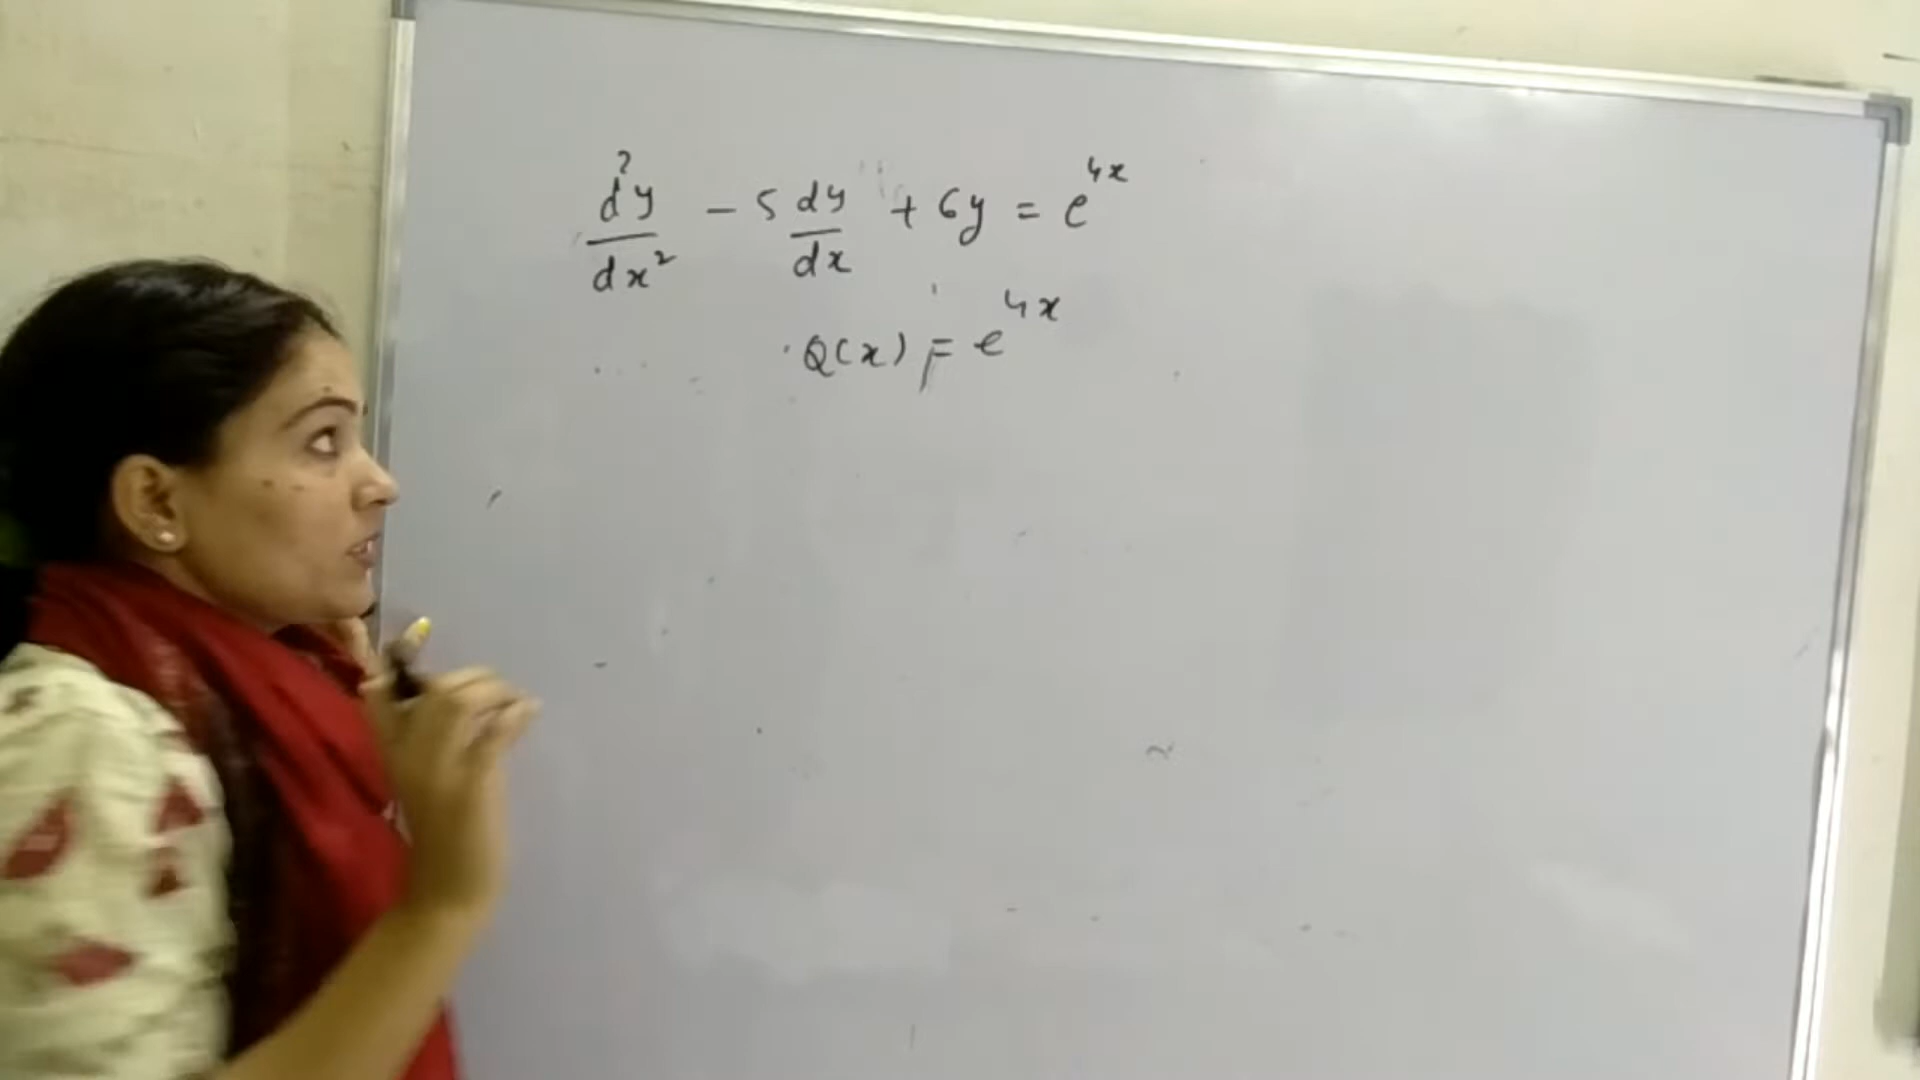 d²y/dx² - 5 dy/dx + 6y = e^4x
Q(x) = e^4x